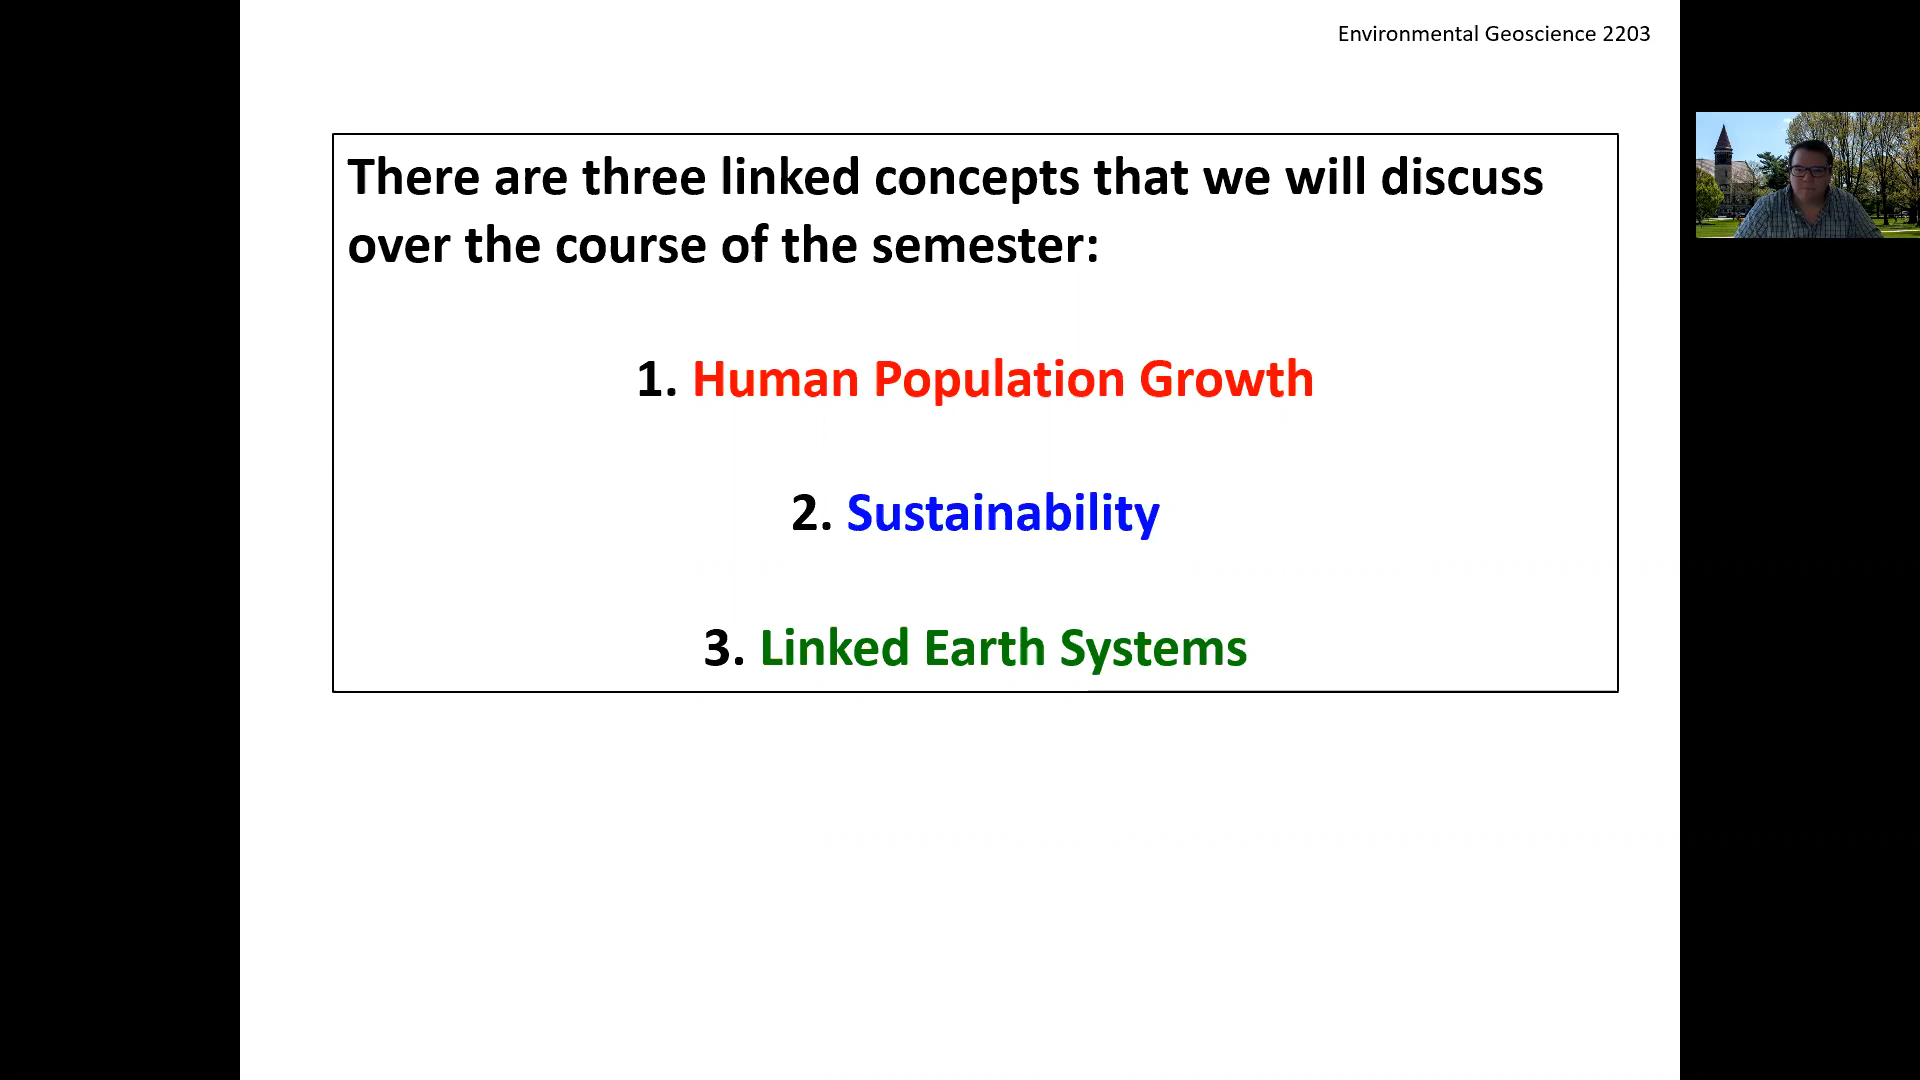 Environmental Geoscience 2203
There are three linked concepts that we will discuss
over the course of the semester:
1. Human Population Growth
2. Sustainability
3. Linked Earth Systems